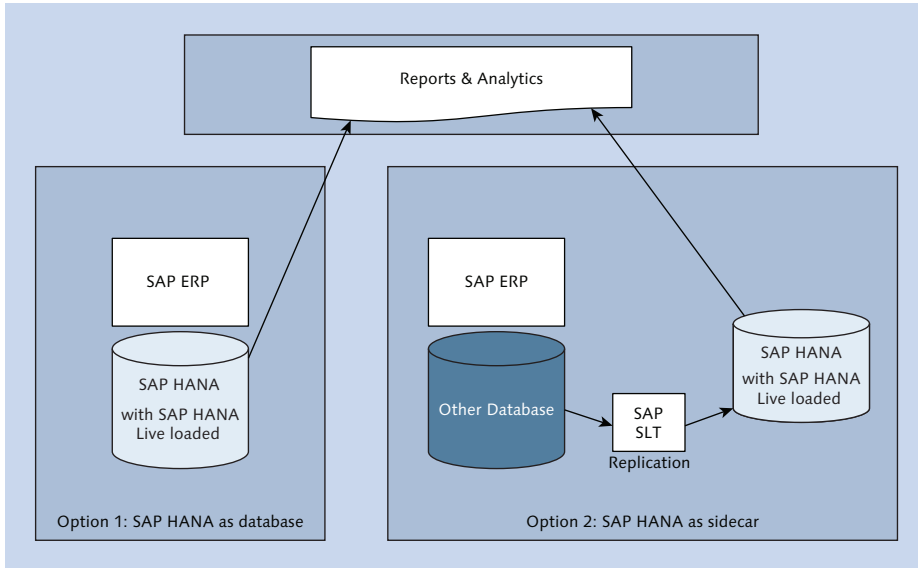 Reports & Analytics
SAP ERP
SAP HANA
with SAP HANA
Live loaded
Option 1: SAP HANA as database
SAP ERP
Other Database
SAP
SLT
Replication
SAP HANA
with SAP HANA
Live loaded
Option 2: SAP HANA as sidecar